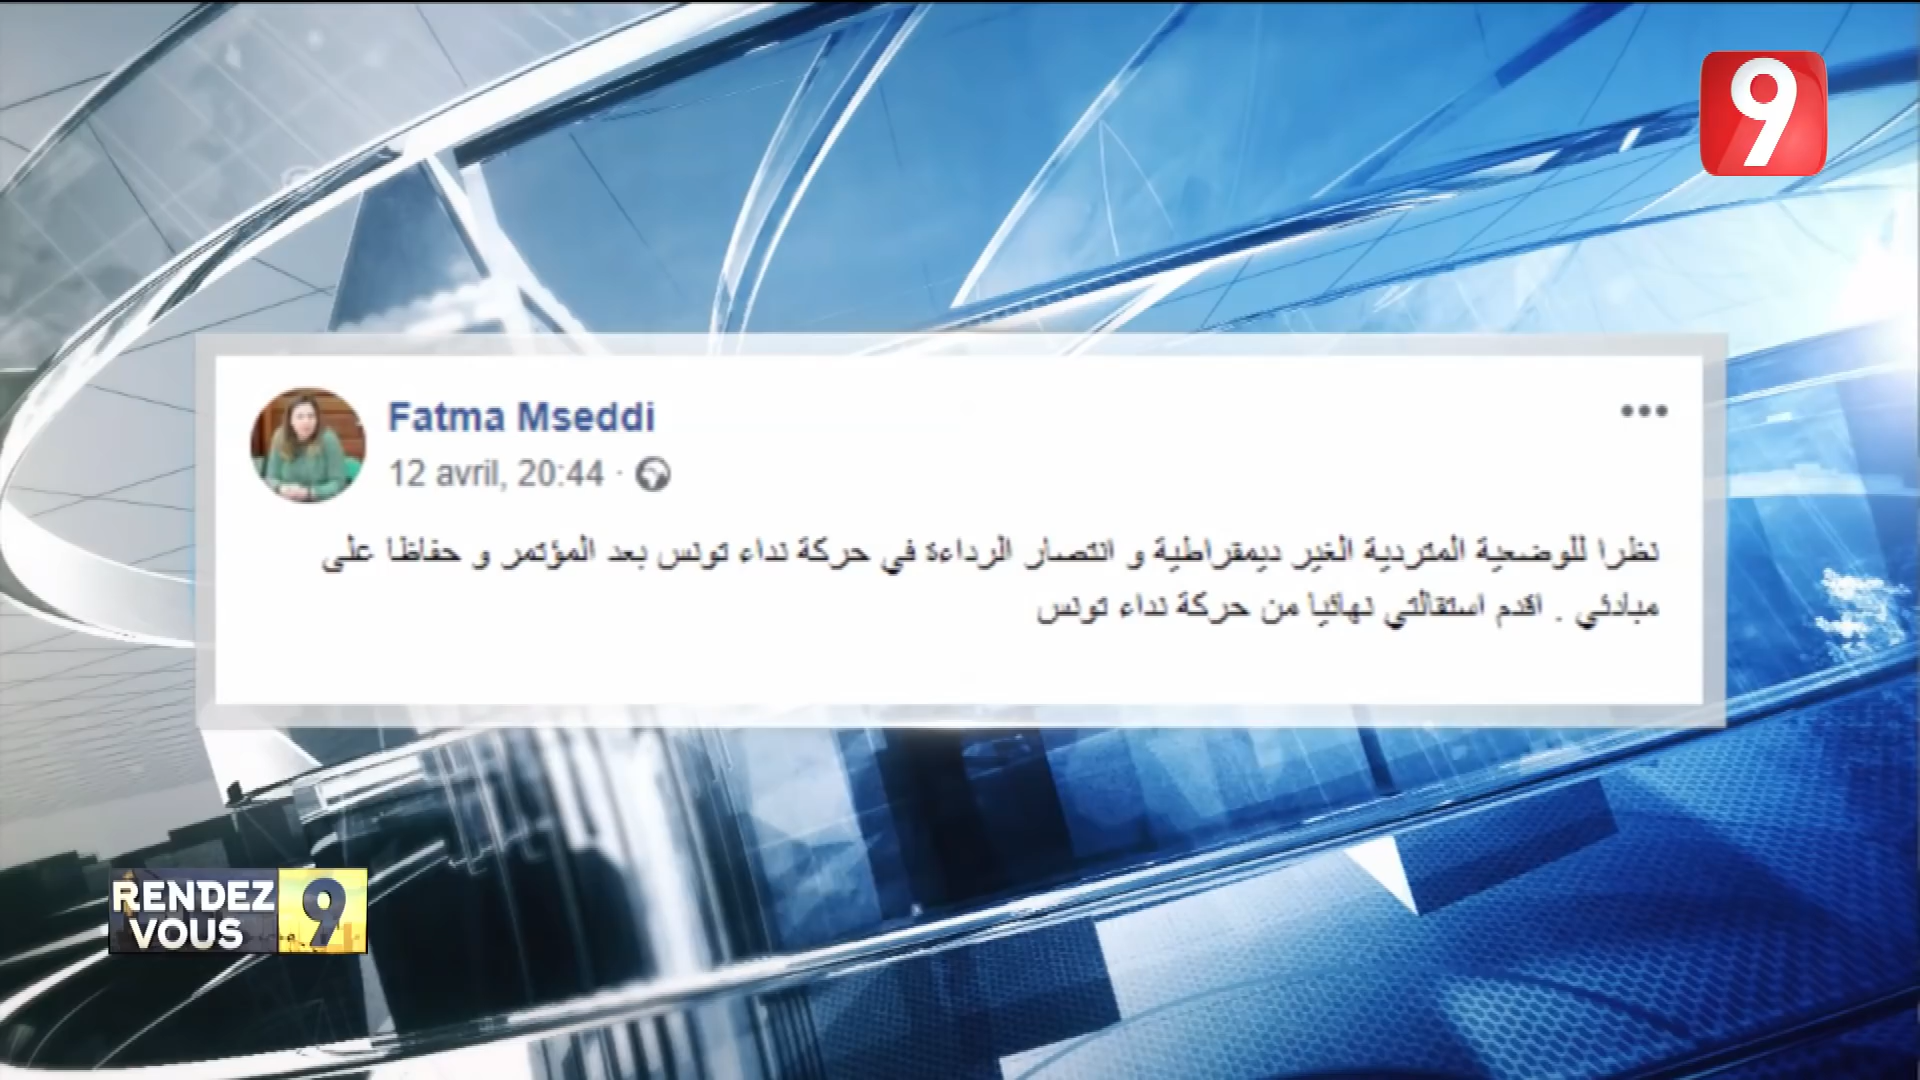 9
Fatma Mseddi
12 avril, 20:44 ·
نظرا للوضعية المتردية الغير ديمقراطية و انتصار الرداءة في حركة نداء تونس بعد المؤتمر و حفاظا على
مبادئي . اقدم استقالتي نهائيا من حركة نداء تونس
RENDEZ
VOUS 9